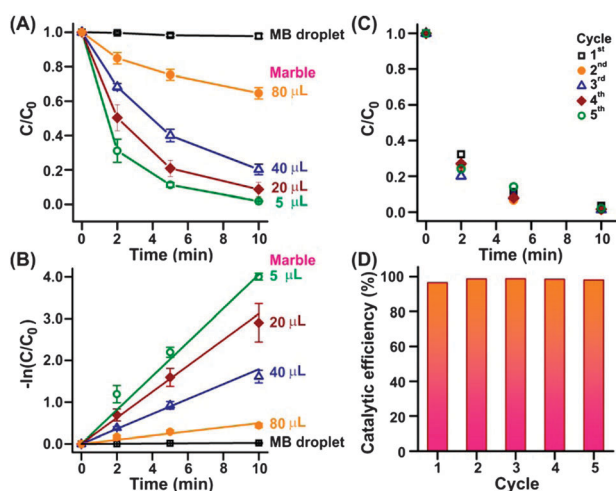 (A)
1.0
0.8
0.6
0.4
0.2
0.0
C/C0
MB droplet
Marble
80 μL
40 μL
20 μL
5 μL
0 2 4 6 8 10
Time (min)
(C)
1.0
0.8
0.6
0.4
0.2
0.0
C/C0
Cycle
1st
2nd
3rd
4th
5th
0 2 4 6 8 10
Time (min)
(B)
4.0
3.0
2.0
1.0
0.0
-ln(C/C0)
Marble
5 μL
20 μL
40 μL
80 μL
MB droplet
0 2 4 6 8 10
Time (min)
(D)
100
80
60
40
20
0
Catalytic efficiency (%)
1 2 3 4 5
Cycle